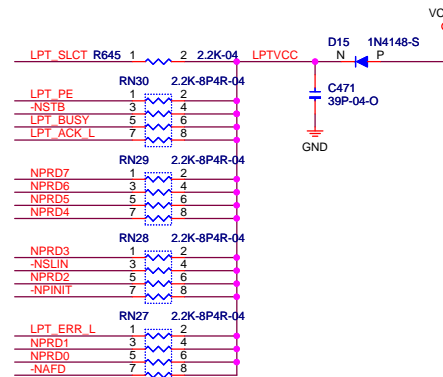 VC
D15 1N4148-S
LPT_SLCT R645 1 2 2.2K-04 LPTVCC N P
RN30 2.2K-8P4R-04 C471
39P-04-O
LPT_PE 1 2
-NSTB 3 4
LPT_BUSY 5 6
LPT_ACK_L 7 8
GND
RN29 2.2K-8P4R-04
NPRD7 1 2
NPRD6 3 4
NPRD5 5 6
NPRD4 7 8
RN28 2.2K-8P4R-04
NPRD3 1 2
-NSLIN 3 4
NPRD2 5 6
-NPINIT 7 8
RN27 2.2K-8P4R-04
LPT_ERR_L 1 2
NPRD1 3 4
NPRD0 5 6
-NAFD 7 8